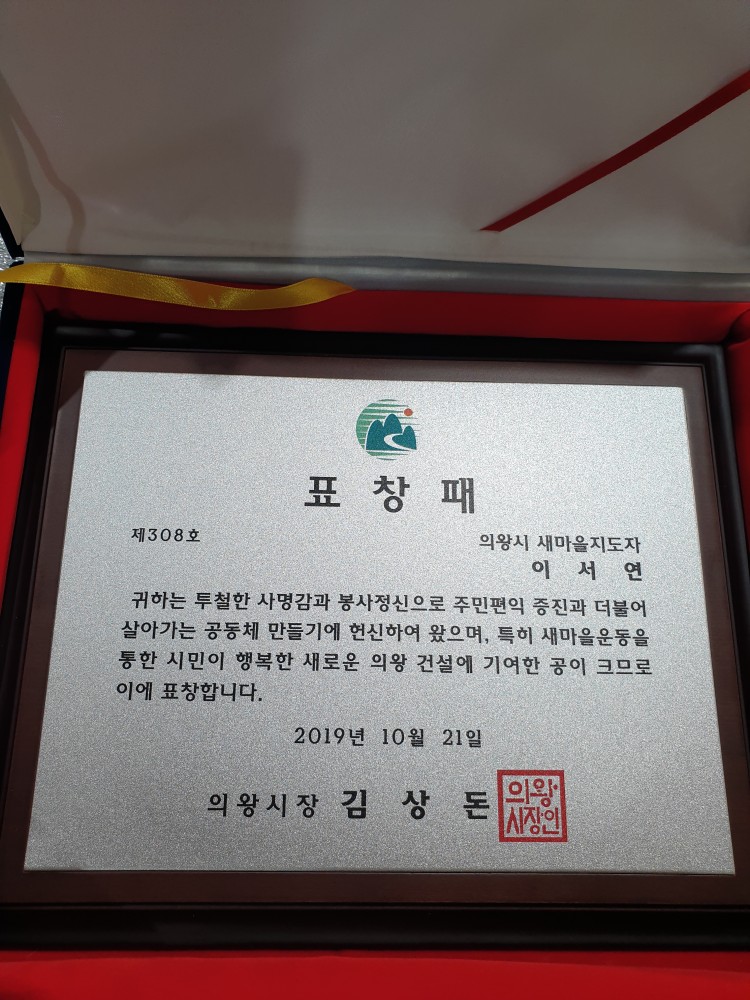 표창패
제308호
의왕시 새마을지도자
이서연
귀하는 투철한 사명감과 봉사정신으로 주민편익 증진과 더불어
살아가는 공동체 만들기에 헌신하여 왔으며, 특히 새마을운동을
통한 시민이 행복한 새로운 의왕 건설에 기여한 공이 크므로
이에 표창합니다.
2019년 10월 21일
의왕시장 김상돈
의왕
시장인